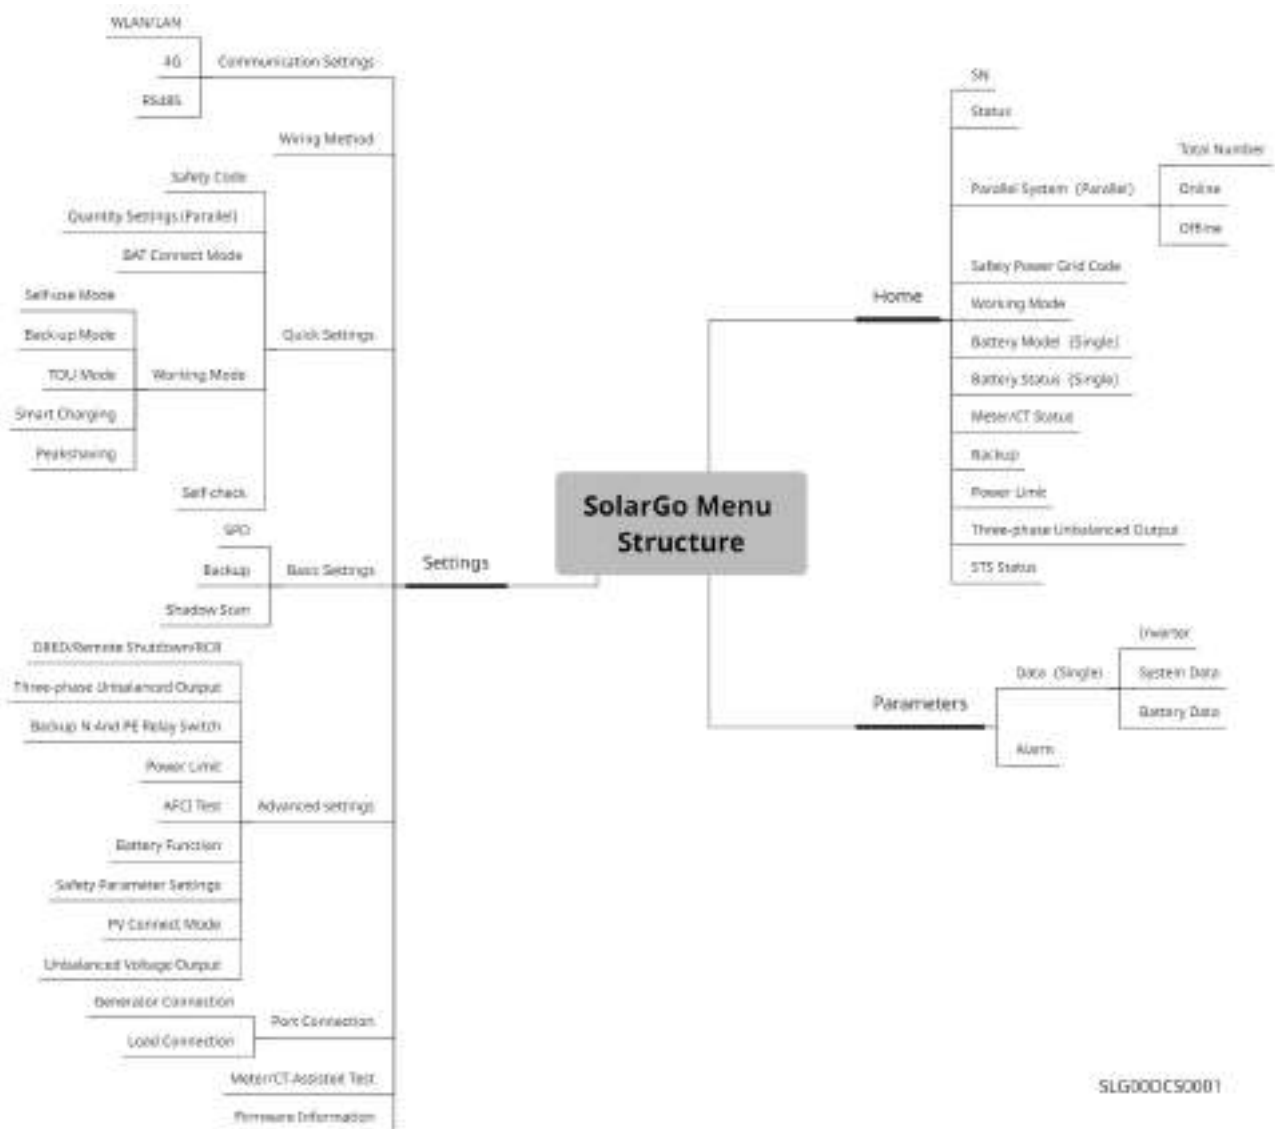 WLAN/LAN
4G
Communication Settings
RS485
Wiring Method
Safety Code
Quantity Settings (Parallel)
BAT Connect Mode
Self-use Mode
Back-up Mode
Quick Settings
TOU Mode
Working Mode
Smart Charging
Peakshaving
Self-check
SPD
Backup
Basic Settings
Shadow Scan
Settings
DRED/Remote Shutdown/RCR
Three-phase Unbalanced Output
Backup N And PE Relay Switch
Power Limit
AFCI Test
Advanced settings
Battery Function
Safety Parameter Settings
PV Connect Mode
Unbalanced Voltage Output
Generator Connection
Port Connection
Load Connection
Meter/CT-Assisted Test
Firmware Information
SolarGo Menu
Structure
Home
SN
Status
Parallel System (Parallel)
Total Number
Online
Offline
Safety Power Grid Code
Working Mode
Battery Model (Single)
Battery Status (Single)
Meter/CT Status
Backup
Power Limit
Three-phase Unbalanced Output
STS Status
Parameters
Data (Single)
Inverter
System Data
Battery Data
Alarm